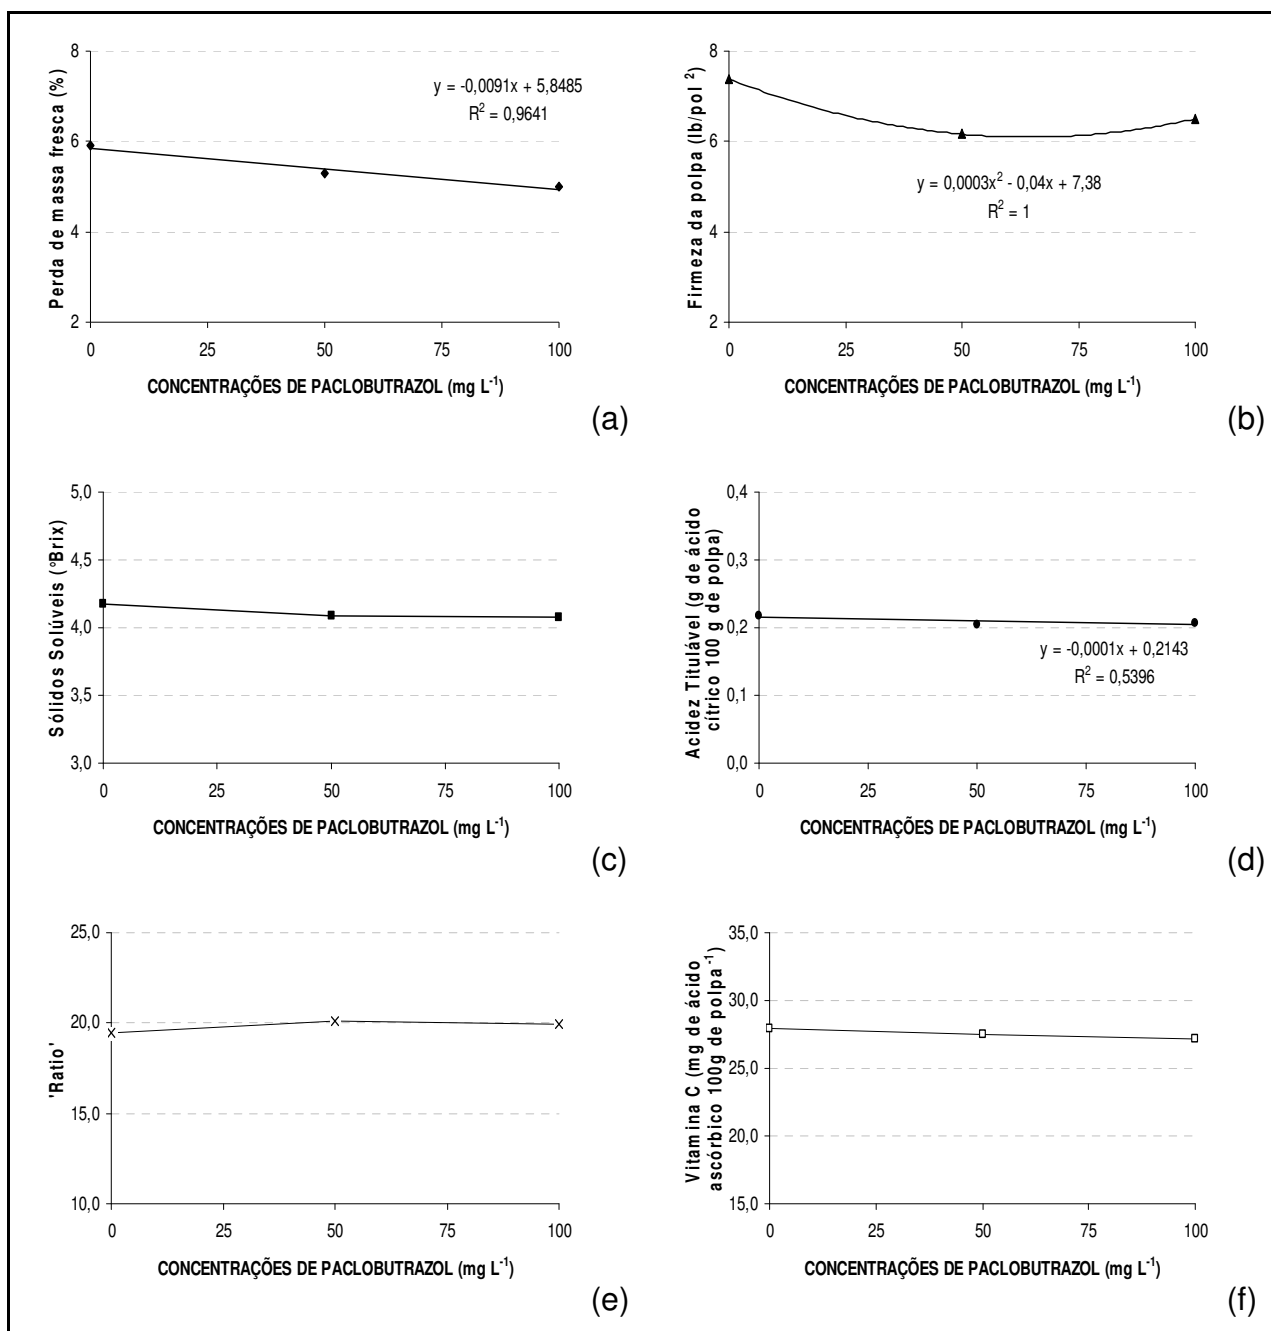 Perda de massa fresca (%)
8
6
4
2
y = -0,0091x + 5,8485
R² = 0,9641
0 25 50 75 100
CONCENTRAÇÕES DE PACLOBUTRAZOL (mg L⁻¹)
(a)
Firmeza da polpa (lb/pol ²)
8
6
4
2
y = 0,0003x² - 0,04x + 7,38
R² = 1
0 25 50 75 100
CONCENTRAÇÕES DE PACLOBUTRAZOL (mg L⁻¹)
(b)
Sólidos Solúveis (ºBrix)
5,0
4,5
4,0
3,5
3,0
0 25 50 75 100
CONCENTRAÇÕES DE PACLOBUTRAZOL (mg L⁻¹)
(c)
Acidez Titulável (g de ácido
cítrico 100 g de polpa)
0,4
0,3
0,2
0,1
0,0
y = -0,0001x + 0,2143
R² = 0,5396
0 25 50 75 100
CONCENTRAÇÕES DE PACLOBUTRAZOL (mg L⁻¹)
(d)
'Ratio'
25,0
20,0
15,0
10,0
0 25 50 75 100
CONCENTRAÇÕES DE PACLOBUTRAZOL (mg L⁻¹)
(e)
Vitamina C (mg de ácido
ascórbico 100g de polpa⁻¹)
35,0
30,0
25,0
20,0
15,0
0 25 50 75 100
CONCENTRAÇÕES DE PACLOBUTRAZOL (mg L⁻¹)
(f)